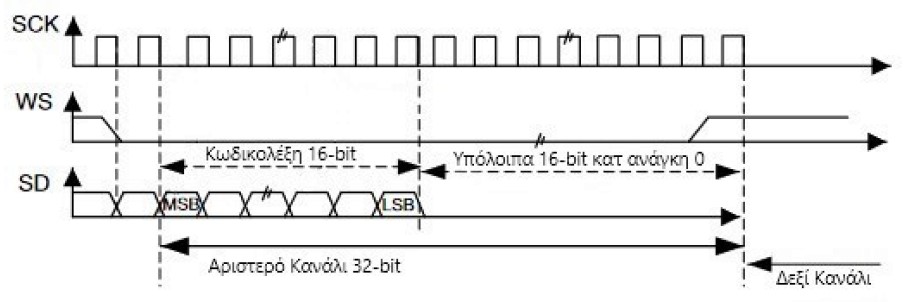 SCK
WS
Κωδικολέξη 16-bit
Υπόλοιπα 16-bit κατ ανάγκη 0
SD
MSB
LSB
Αριστερό Κανάλι 32-bit
Δεξί Κανάλι